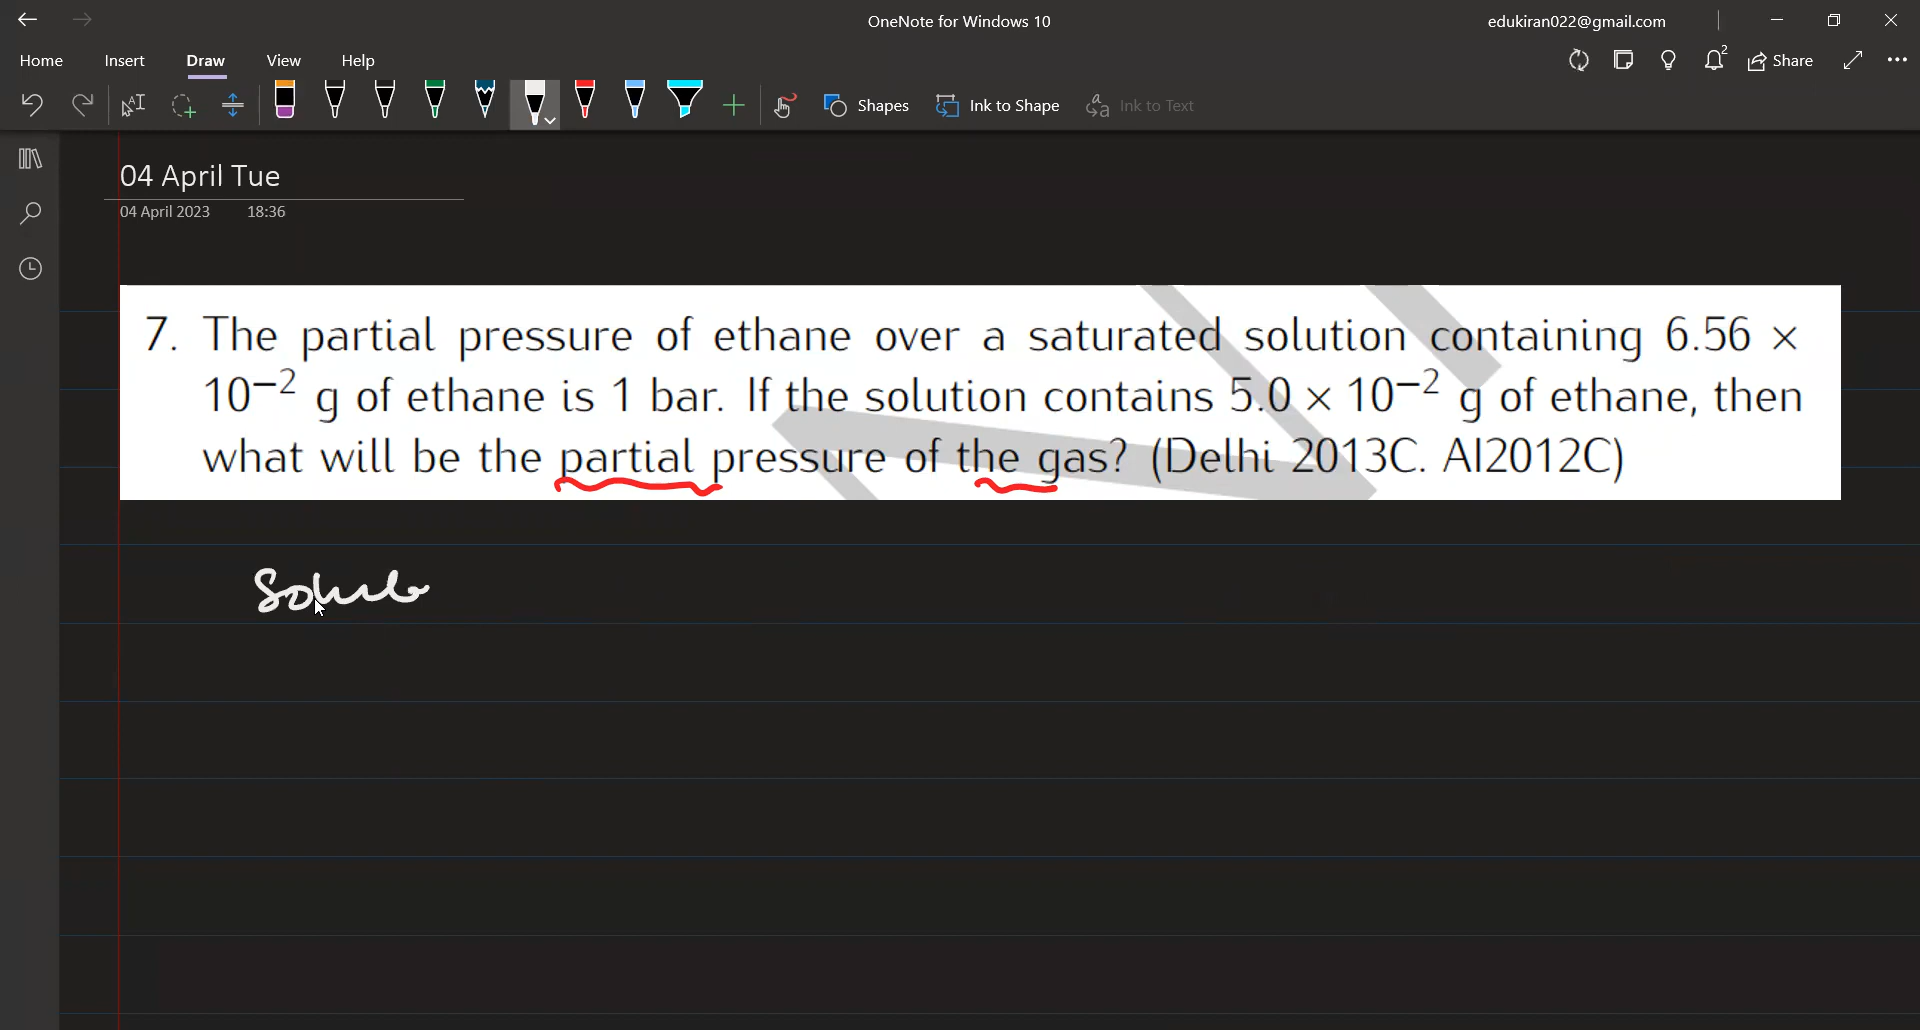 OneNote for Windows 10
edukiran022@gmail.com
Home Insert Draw View Help
2
Share
Shapes
Ink to Shape
Ink to Text
04 April Tue
04 April 2023 18:36
7. The partial pressure of ethane over a saturated solution containing 6.56 ×
10⁻² g of ethane is 1 bar. If the solution contains 5.0 × 10⁻² g of ethane, then
what will be the partial pressure of the gas? (Delhi 2013C. AI2012C)